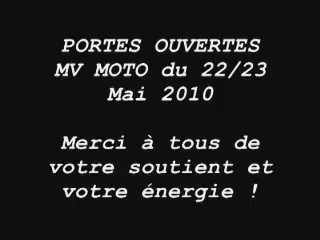 PORTES OUVERTES
MV MOTO du 22/23
Mai 2010
Merci à tous de
votre soutient et
votre énergie !